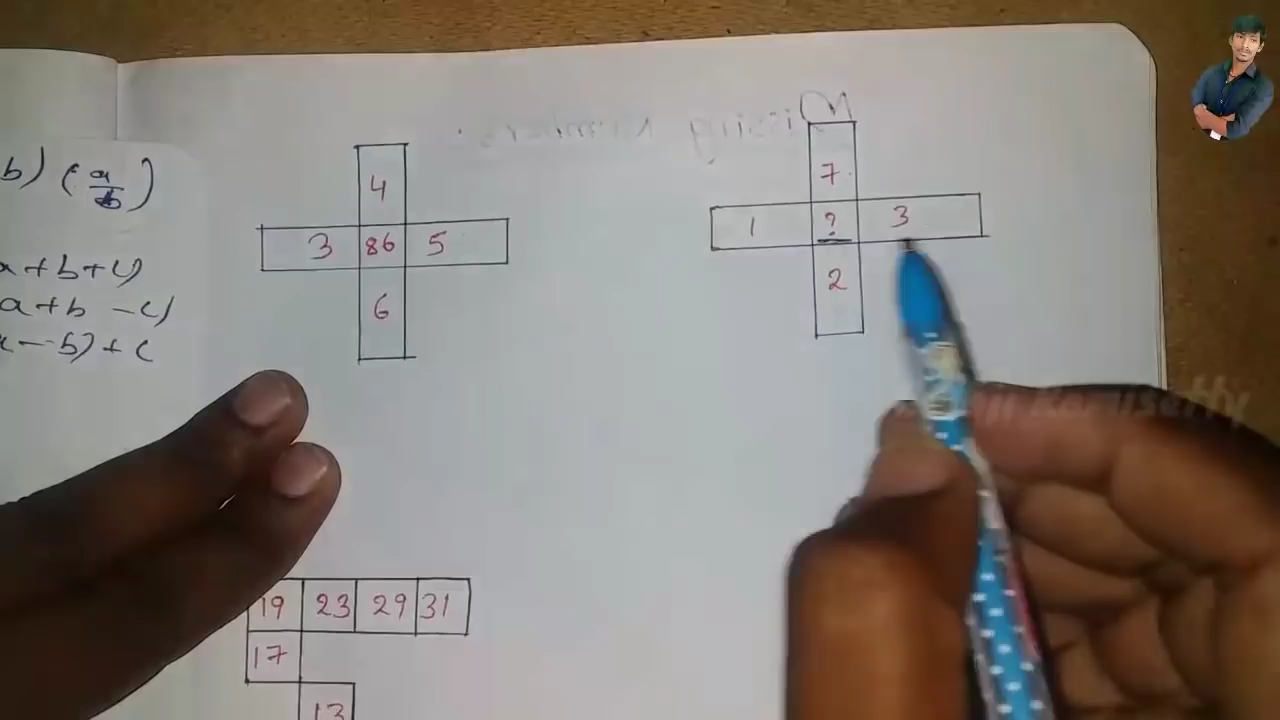 b) (a/b)
a+b+c)
a+b-c)
-b)+c
4
3 86 5
6
7
1 ? 3
2
19 23 29 31
17
13